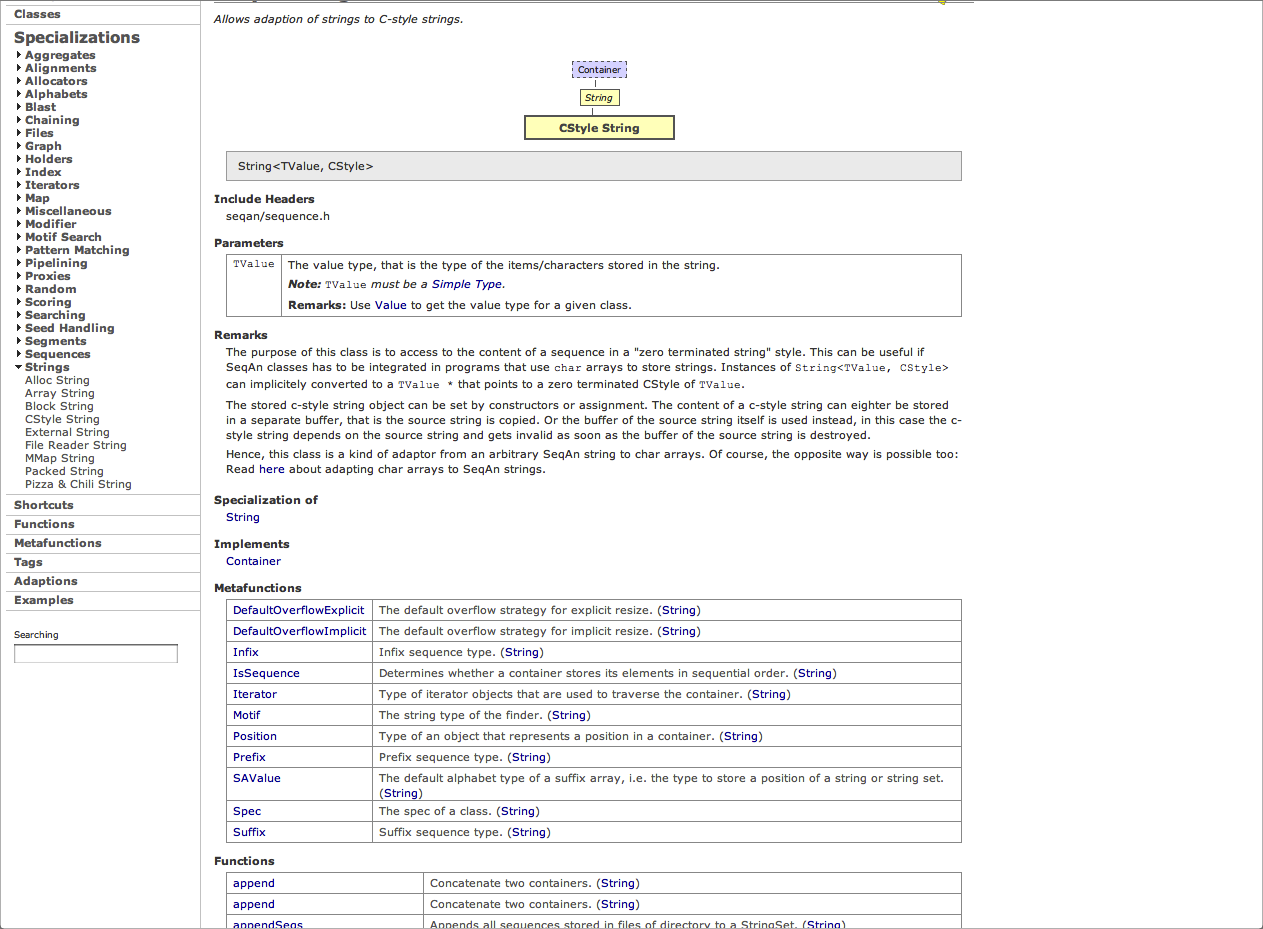 Classes
Specializations
Aggregates
Alignments
Allocators
Alphabets
Blast
Chaining
Files
Graph
Holders
Index
Iterators
Map
Miscellaneous
Modifier
Motif Search
Pattern Matching
Pipelining
Proxies
Random
Scoring
Searching
Seed Handling
Segments
Sequences
Strings
Alloc String
Array String
Block String
CStyle String
External String
File Reader String
MMap String
Packed String
Pizza & Chili String
Shortcuts
Functions
Metafunctions
Tags
Adaptions
Examples
Searching
Allows adaption of strings to C-style strings.
Container
String
CStyle String
String<TValue, CStyle>
Include Headers
seqan/sequence.h
Parameters
TValue The value type, that is the type of the items/characters stored in the string.
Note: TValue must be a Simple Type.
Remarks: Use Value to get the value type for a given class.
Remarks
The purpose of this class is to access to the content of a sequence in a "zero terminated string" style. This can be useful if
SeqAn classes has to be integrated in programs that use char arrays to store strings. Instances of String<TValue, CStyle>
can implicitely converted to a TValue * that points to a zero terminated CStyle of TValue.
The stored c-style string object can be set by constructors or assignment. The content of a c-style string can eighter be stored
in a separate buffer, that is the source string is copied. Or the buffer of the source string itself is used instead, in this case the c-
style string depends on the source string and gets invalid as soon as the buffer of the source string is destroyed.
Hence, this class is a kind of adaptor from an arbitrary SeqAn string to char arrays. Of course, the opposite way is possible too:
Read here about adapting char arrays to SeqAn strings.
Specialization of
String
Implements
Container
Metafunctions
DefaultOverflowExplicit The default overflow strategy for explicit resize. (String)
DefaultOverflowImplicit The default overflow strategy for implicit resize. (String)
Infix Infix sequence type. (String)
IsSequence Determines whether a container stores its elements in sequential order. (String)
Iterator Type of iterator objects that are used to traverse the container. (String)
Motif The string type of the finder. (String)
Position Type of an object that represents a position in a container. (String)
Prefix Prefix sequence type. (String)
SAValue The default alphabet type of a suffix array, i.e. the type to store a position of a string or string set.
(String)
Spec The spec of a class. (String)
Suffix Suffix sequence type. (String)
Functions
append Concatenate two containers. (String)
append Concatenate two containers. (String)
appendSeqs Appends all sequences stored in files of directory to a StringSet. (String)